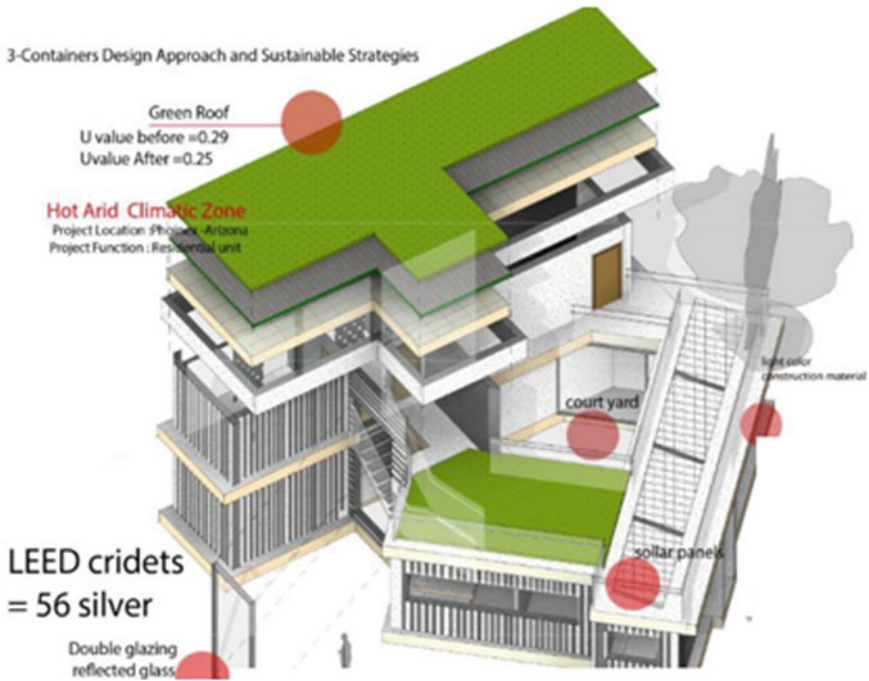 3-Containers Design Approach and Sustainable Strategies
Green Roof
U value before =0.29
Uvalue After =0.25
Hot Arid Climatic Zone
Project Location :Phoinex -Arizona
Project Function : Residential unit
light color
construction material
court yard
sollar panels
LEED cridets
= 56 silver
Double glazing
reflected glass